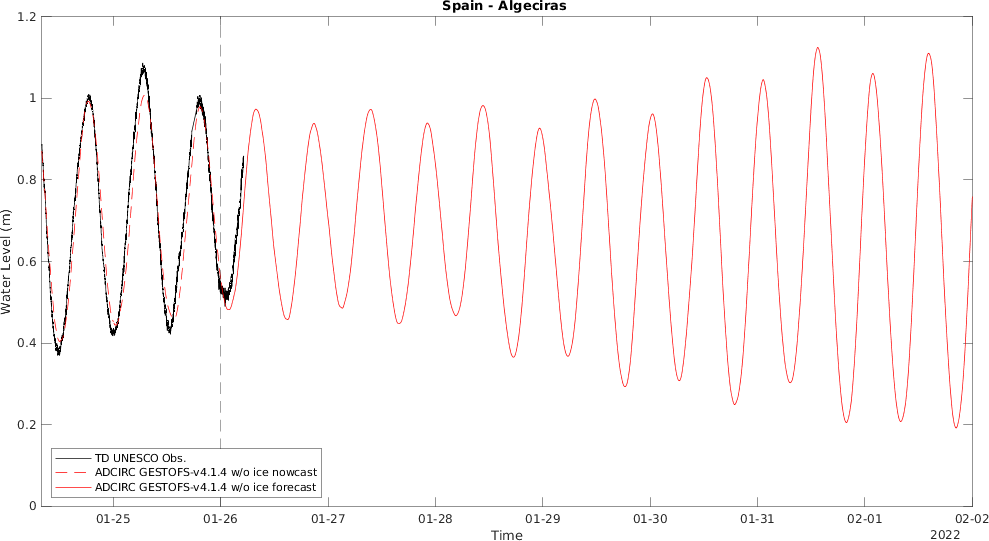 Spain - Algeciras
Water Level (m)
1.2
1
0.8
0.6
0.4
0.2
0
TD UNESCO Obs.
ADCIRC GESTOFS-v4.1.4 w/o ice nowcast
ADCIRC GESTOFS-v4.1.4 w/o ice forecast
01-25 01-26 01-27 01-28 01-29 01-30 01-31 02-01 02-02
2022
Time